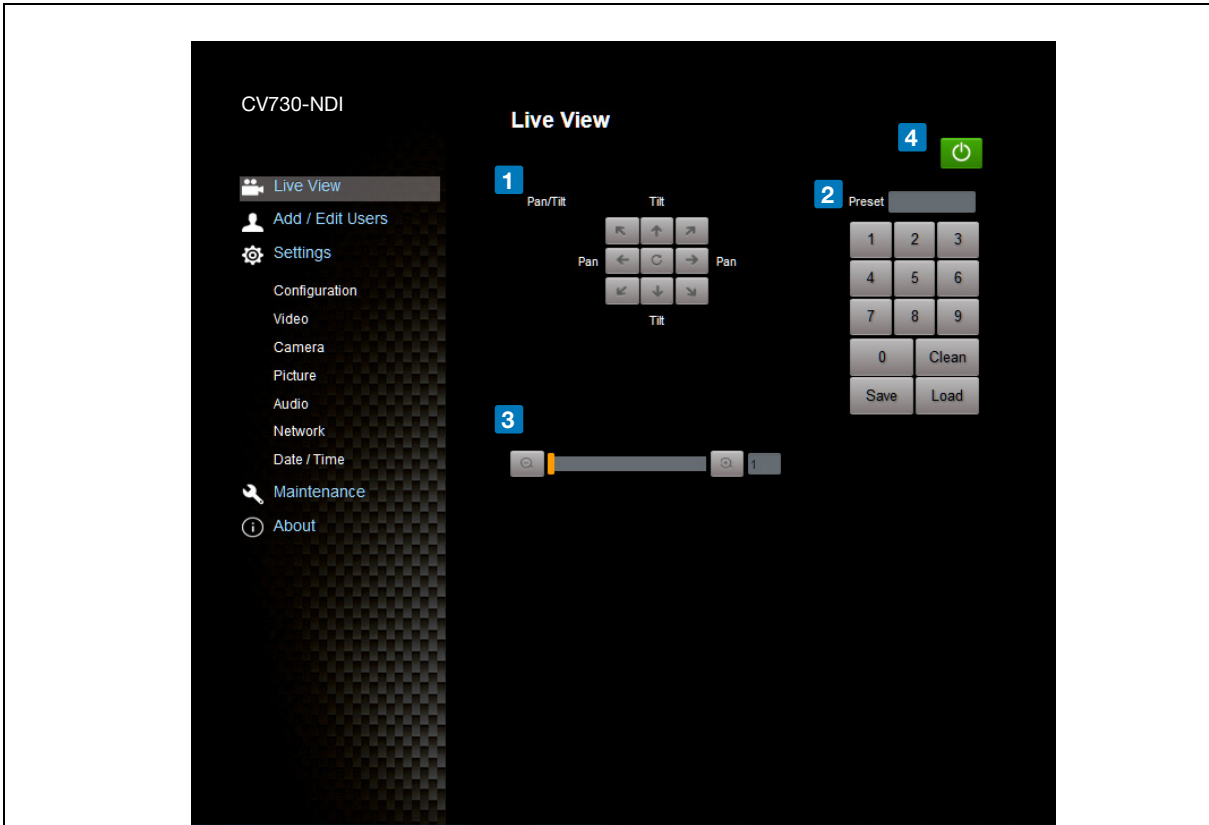 CV730-NDI
Live View
Add / Edit Users
Settings
Configuration
Video
Camera
Picture
Audio
Network
Date / Time
Maintenance
About
Live View
4
1
Pan/Tilt
Tilt
Pan
Pan
Tilt
2
Preset
1 2 3
4 5 6
7 8 9
0 Clean
Save Load
3
1